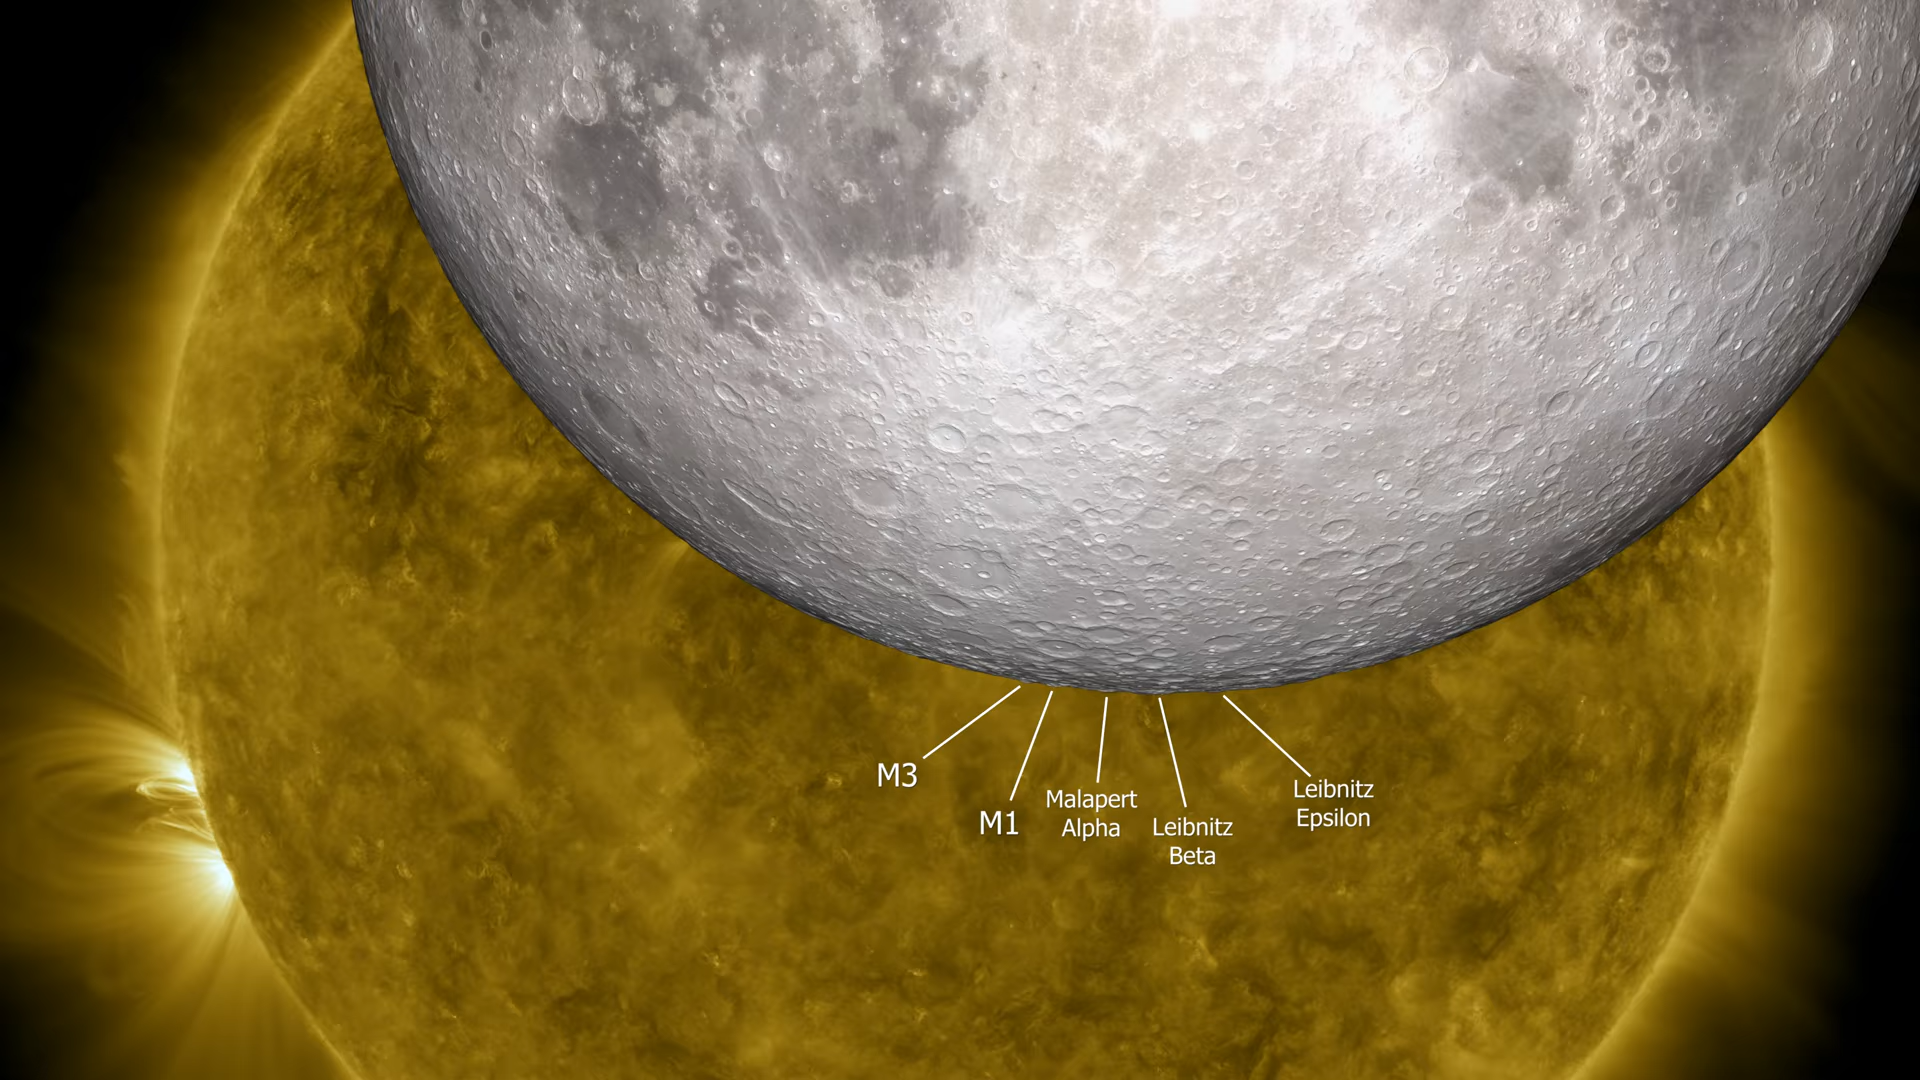 M3
M1
Malapert
Alpha
Leibnitz
Beta
Leibnitz
Epsilon